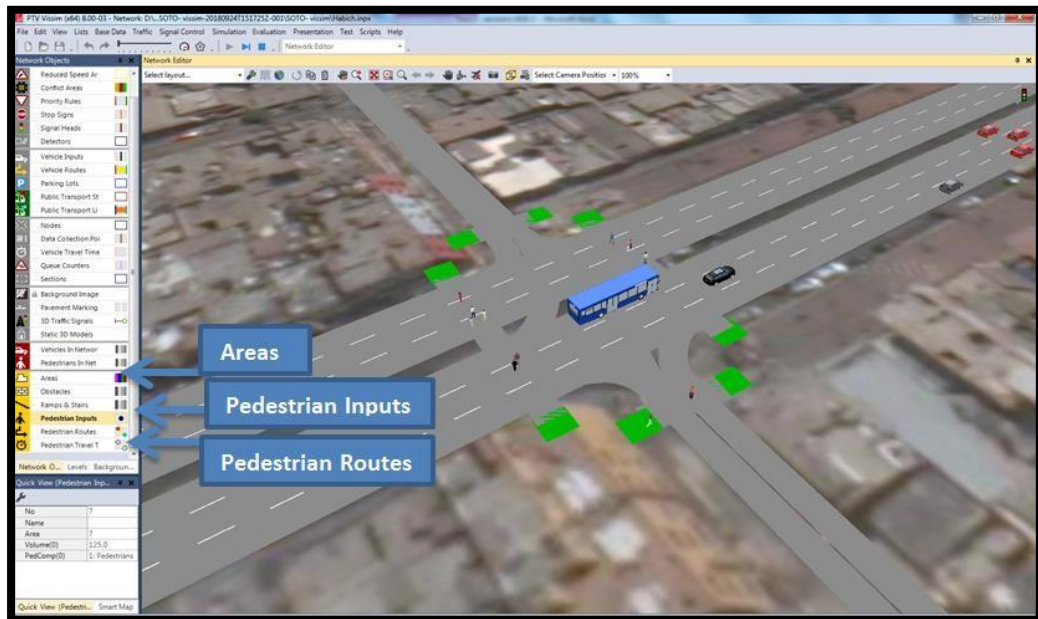 PTV Vissim (x64) 8.00-03 - Network: D:\...SOTO- vissim-20180924T151725Z-001\SOTO- vissim\Habich.inpx
File Edit View Lists Base Data Traffic Signal Control Simulation Evaluation Presentation Test Scripts Help
Network Editor
Network Objects
Network Editor
Select layout...
Select Camera Position
100%
Reduced Speed Ar
Conflict Areas
Priority Rules
Stop Signs
Signal Heads
Detectors
Vehicle Inputs
Vehicle Routes
Parking Lots
Public Transport St
Public Transport Li
Nodes
Data Collection Poi
Vehicle Travel Time
Queue Counters
Sections
Background Image
Pavement Marking
3D Traffic Signals
Static 3D Models
Vehicles In Networ
Pedestrians In Net
Areas
Obstacles
Ramps & Stairs
Pedestrian Inputs
Pedestrian Routes
Pedestrian Travel T
Areas
Pedestrian Inputs
Pedestrian Routes
Network O... Levels Backgroun...
Quick View (Pedestrian Inp...
No 7
Name
Area 7
Volume(0) 125.0
PedComp(0) 1: Pedestrians
Quick View (Pedestri... Smart Map